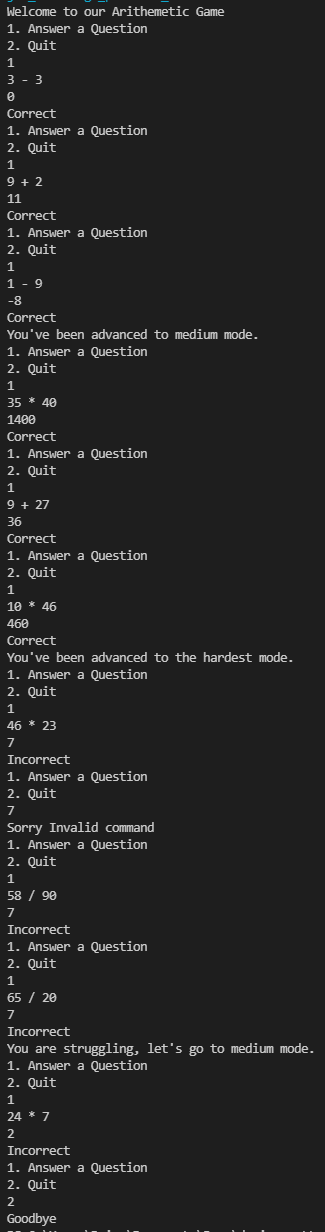 Welcome to our Arithemetic Game
1. Answer a Question
2. Quit
1
3 - 3
0
Correct
1. Answer a Question
2. Quit
1
9 + 2
11
Correct
1. Answer a Question
2. Quit
1
1 - 9
-8
Correct
You've been advanced to medium mode.
1. Answer a Question
2. Quit
1
35 * 40
1400
Correct
1. Answer a Question
2. Quit
1
9 + 27
36
Correct
1. Answer a Question
2. Quit
1
10 * 46
460
Correct
You've been advanced to the hardest mode.
1. Answer a Question
2. Quit
1
46 * 23
7
Incorrect
1. Answer a Question
2. Quit
7
Sorry Invalid command
1. Answer a Question
2. Quit
1
58 / 90
7
Incorrect
1. Answer a Question
2. Quit
1
65 / 20
7
Incorrect
You are struggling, let's go to medium mode.
1. Answer a Question
2. Quit
1
24 * 7
2
Incorrect
1. Answer a Question
2. Quit
2
Goodbye